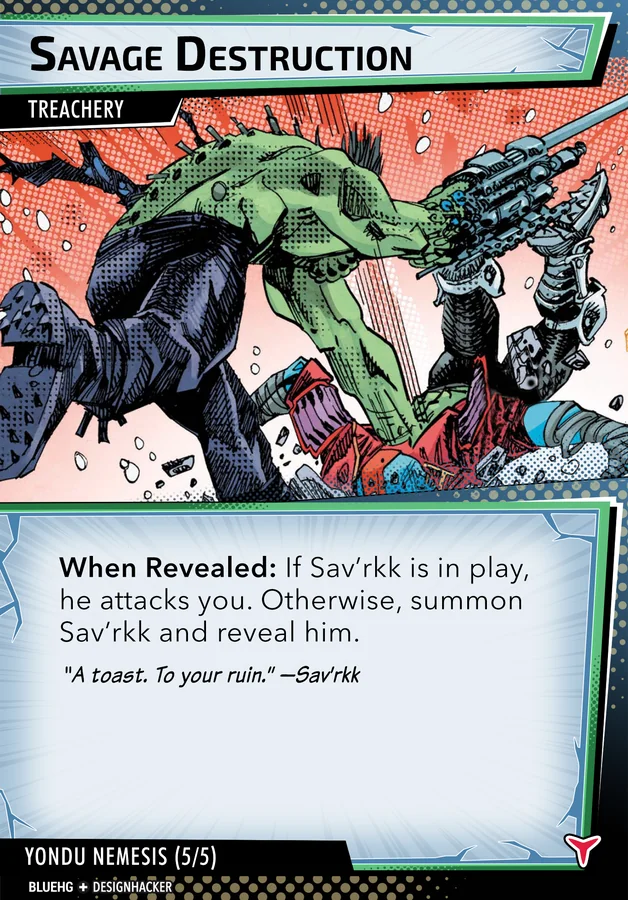 Savage Destruction
TREACHERY
When Revealed: If Sav'rkk is in play,
he attacks you. Otherwise, summon
Sav'rkk and reveal him.
"A toast. To your ruin." —Sav'rkk
YONDU NEMESIS (5/5)
BLUEHG + DESIGNHACKER